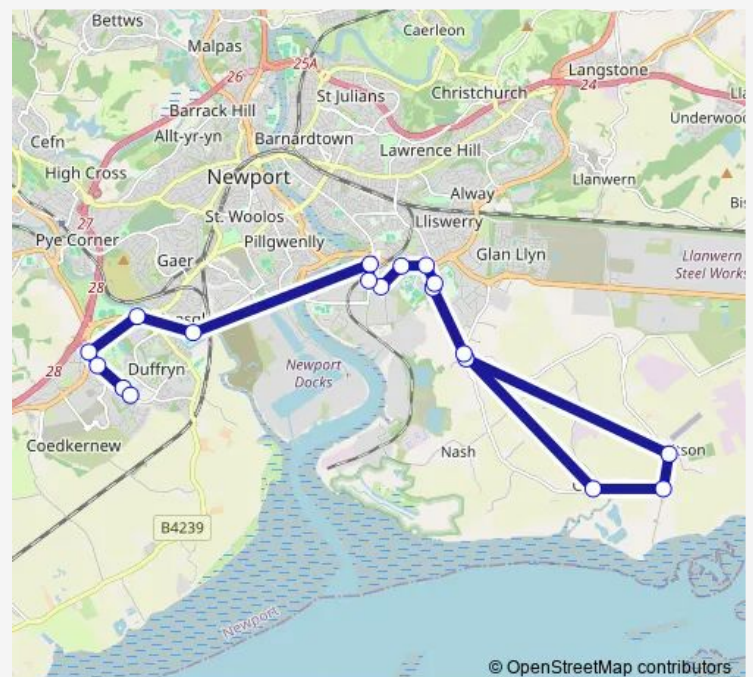 Bettws
Caerleon
Malpas
25A
26
Langstone
St Julians
24
Christchurch
Barrack Hill
Underwood
Cefn
Allt-yr-yn
Barnardtown
Lawrence Hill
High Cross
Newport
Llanwern
Alway
St. Woolos
27
Lliswerry
Pye Corner
Pillgwenlly
Gaer
Glan Llyn
Llanwern
Steel Works
28
28
Newport
Docks
Duffryn
Coedkernew
Nash
B4239
Newport
© OpenStreetMap contributors